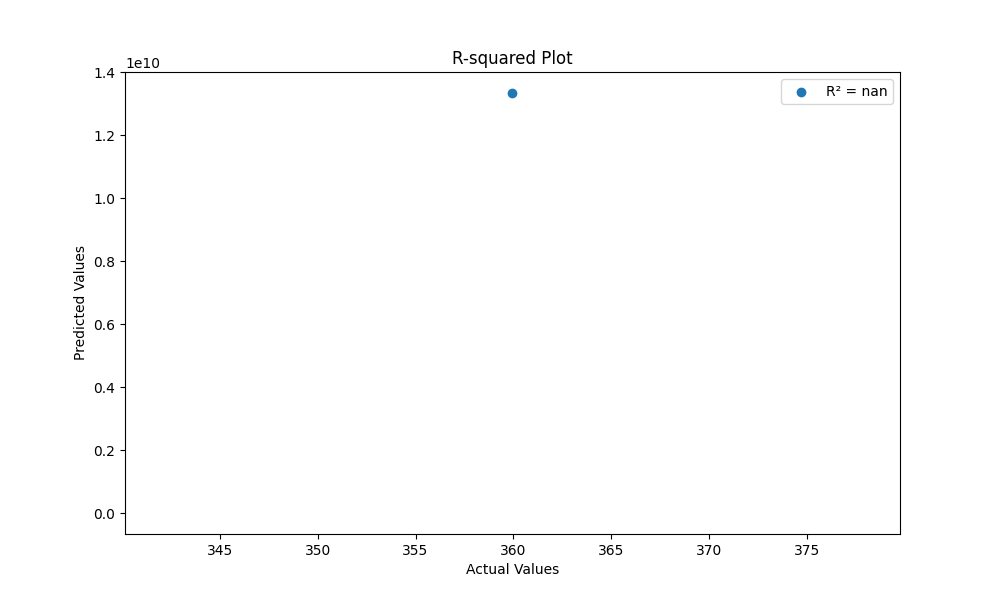 R-squared Plot
1e10
R² = nan
1.4
1.2
1.0
0.8
0.6
0.4
0.2
0.0
Predicted Values
345 350 355 360 365 370 375
Actual Values